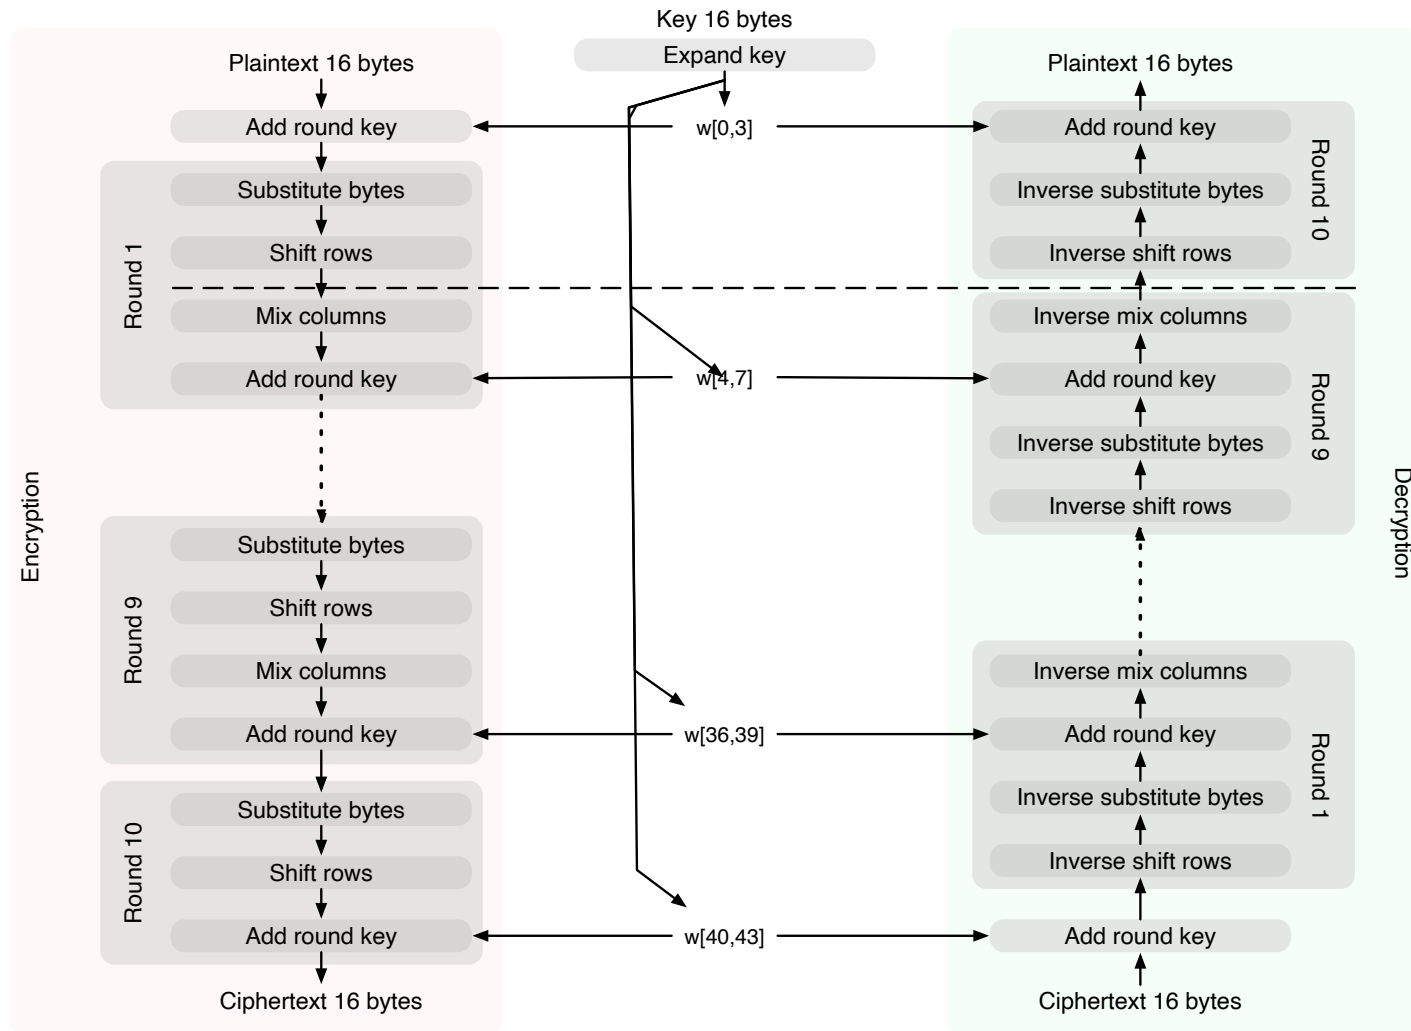 Key 16 bytes
Expand key
Encryption
Plaintext 16 bytes
Add round key
Round 1
Substitute bytes
Shift rows
Mix columns
Add round key
Round 9
Substitute bytes
Shift rows
Mix columns
Add round key
Round 10
Substitute bytes
Shift rows
Add round key
Ciphertext 16 bytes
w[0,3]
w[4,7]
w[36,39]
w[40,43]
Decryption
Plaintext 16 bytes
Add round key
Inverse substitute bytes
Inverse shift rows
Round 10
Inverse mix columns
Add round key
Inverse substitute bytes
Inverse shift rows
Round 9
Inverse mix columns
Add round key
Inverse substitute bytes
Inverse shift rows
Round 1
Add round key
Ciphertext 16 bytes